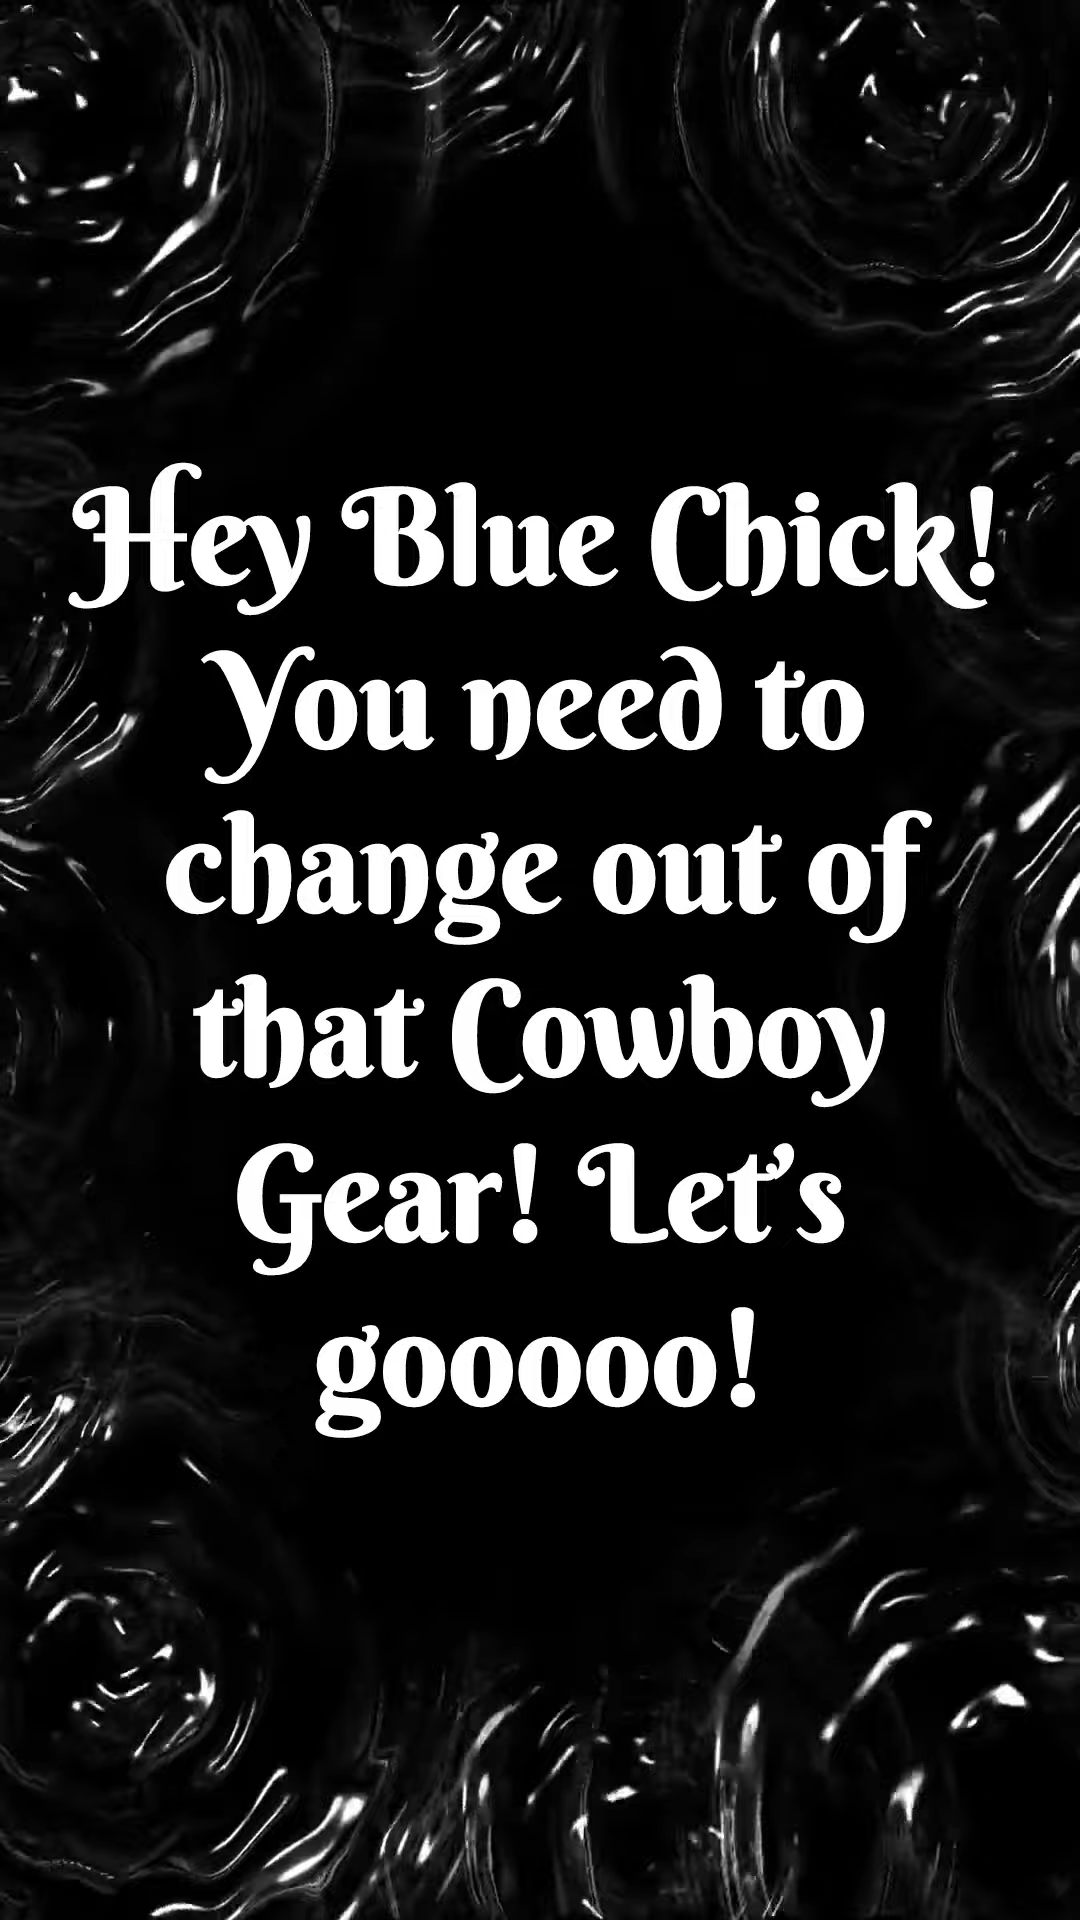 Hey Blue Chick!
You need to
change out of
that Cowboy
Gear! Let's
gooooo!